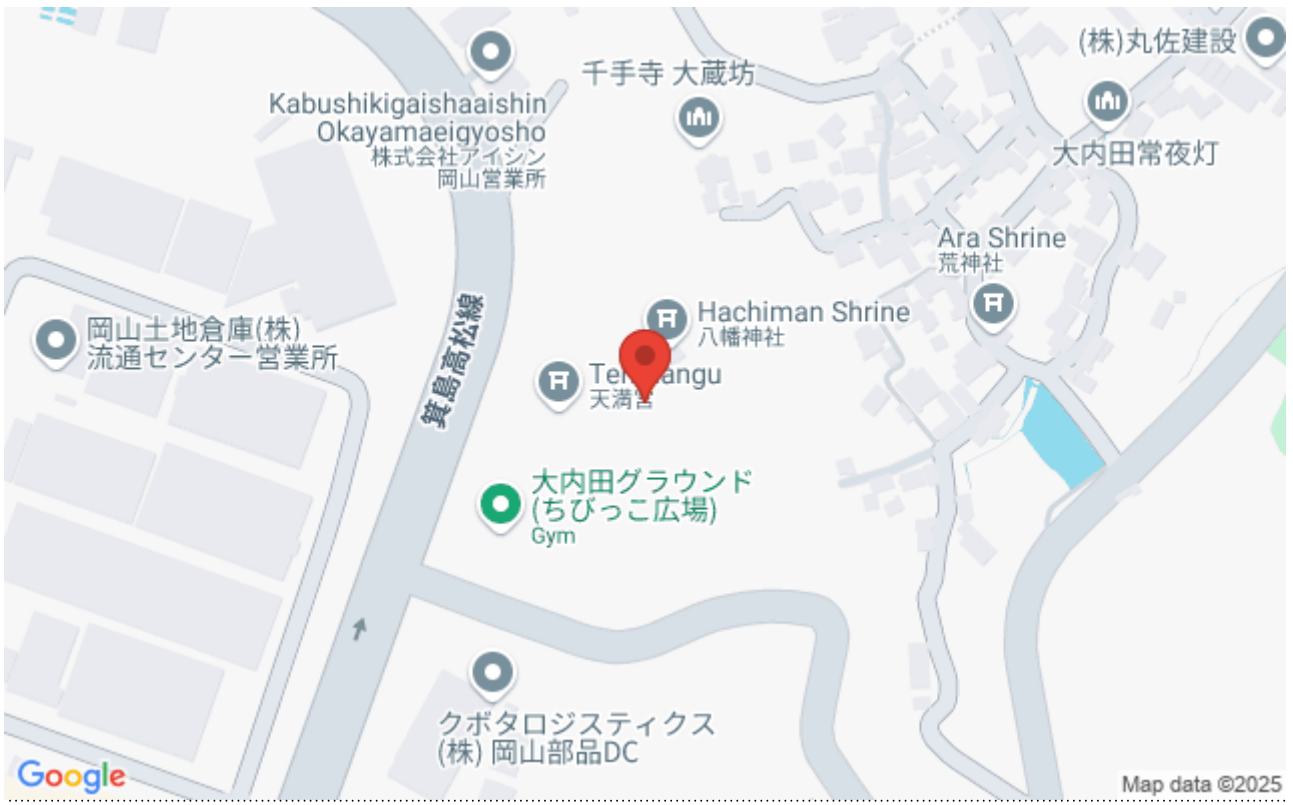 (株)丸佐建設
千手寺 大蔵坊
Kabushikigaishaaishin
Okayamaeigyosho
株式会社アイシン
岡山営業所
大内田常夜灯
Ara Shrine
荒神社
Hachiman Shrine
八幡神社
岡山土地倉庫(株)
流通センター営業所
箕島高松線
天満宮
大内田グラウンド
(ちびっこ広場)
Gym
クボタロジスティクス
(株) 岡山部品DC
Google
Map data ©2025